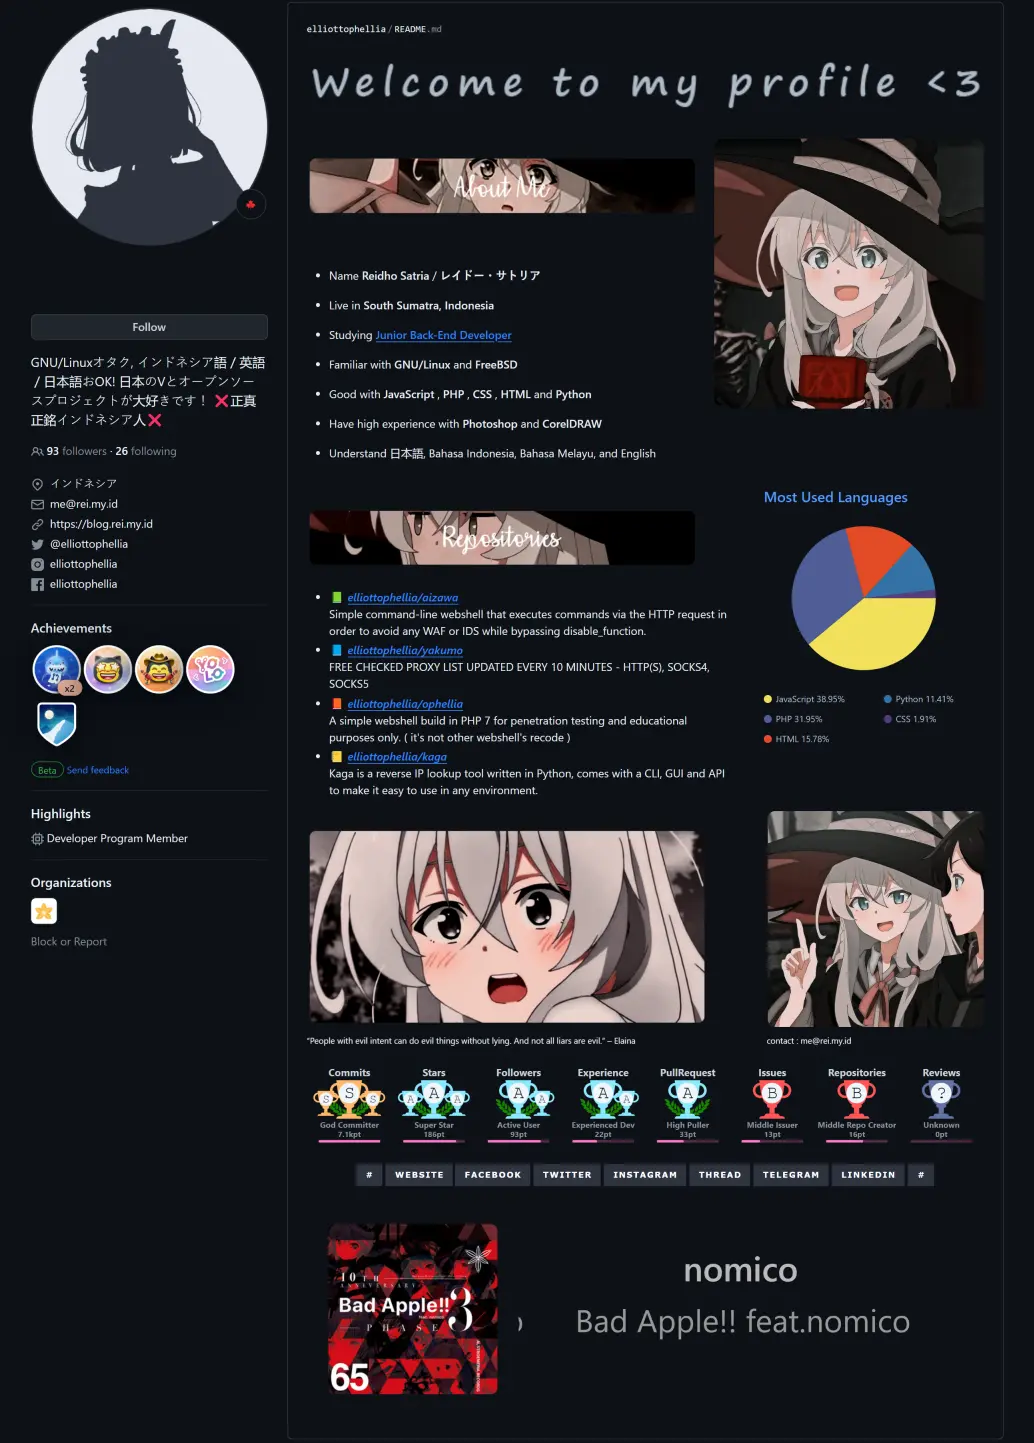 Follow
GNU/Linuxオタク, インドネシア語 / 英語
/ 日本語おOK! 日本のVとオープンソー
スプロジェクトが大好きです！ ❌正真
正銘インドネシア人❌
93 followers · 26 following
インドネシア
me@rei.my.id
https://blog.rei.my.id
@elliottophellia
elliottophellia
elliottophellia
Achievements
YOLO
x2
Beta Send feedback
Highlights
Developer Program Member
Organizations
Block or Report
elliottophellia / README.md
Welcome to my profile <3
About Me
Name Reidho Satria / レイドー・サトリア
Live in South Sumatra, Indonesia
Studying Junior Back-End Developer
Familiar with GNU/Linux and FreeBSD
Good with JavaScript , PHP , CSS , HTML and Python
Have high experience with Photoshop and CorelDRAW
Understand 日本語, Bahasa Indonesia, Bahasa Melayu, and English
Repositories
elliottophellia/aizawa
Simple command-line webshell that executes commands via the HTTP request in
order to avoid any WAF or IDS while bypassing disable_function.
elliottophellia/yakumo
FREE CHECKED PROXY LIST UPDATED EVERY 10 MINUTES - HTTP(S), SOCKS4,
SOCKS5
elliottophellia/ophellia
A simple webshell build in PHP 7 for penetration testing and educational
purposes only. ( it's not other webshell's recode )
elliottophellia/kaga
Kaga is a reverse IP lookup tool written in Python, comes with a CLI, GUI and API
to make it easy to use in any environment.
Most Used Languages
JavaScript 38.95%
PHP 31.95%
HTML 15.78%
Python 11.41%
CSS 1.91%
"People with evil intent can do evil things without lying. And not all liars are evil." – Elaina
contact : me@rei.my.id
Commits Stars Followers Experience PullRequest Issues Repositories Reviews
S S S A A A A A A A A B B ?
God Committer Super Star Active User Experienced Dev High Puller Middle Issuer Middle Repo Creator Unknown
7.1kpt 186pt 93pt 22pt 33pt 13pt 16pt 0pt
# WEBSITE FACEBOOK TWITTER INSTAGRAM THREAD TELEGRAM LINKEDIN #
10TH
ANNIVERSARY
Bad Apple!!
PHASE 3
65
nomico
Bad Apple!! feat.nomico